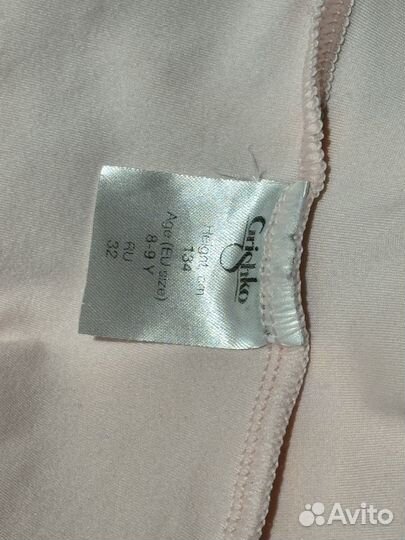 Grishko
Height, cm
134
Age (EU size)
8-9 Y
RU
32
Avito